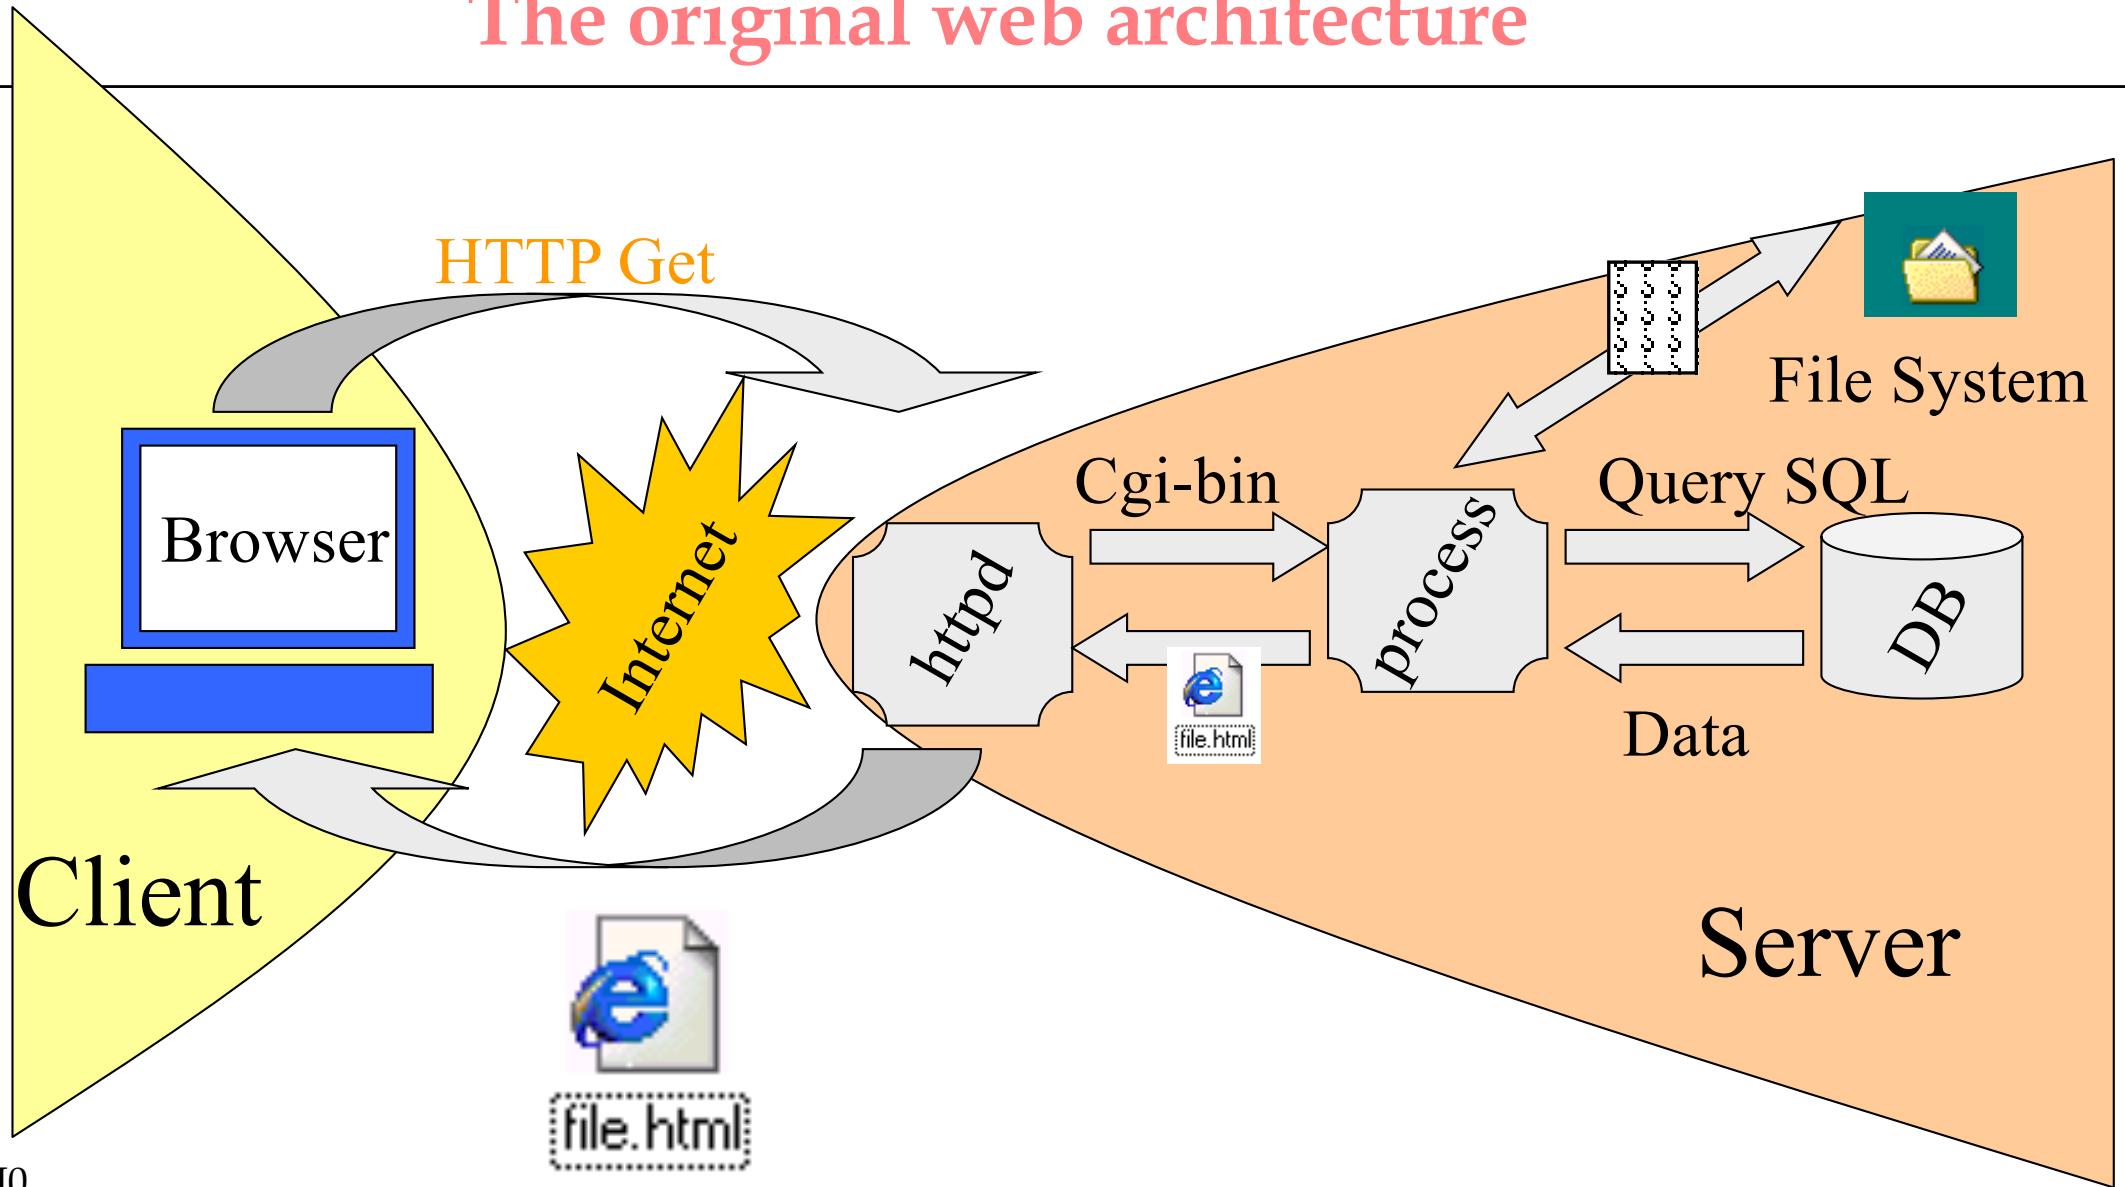 The original web architecture
HTTP Get
File System
Cgi-bin
Query SQL
Browser
Internet
httpd
process
DB
file.html
Data
Client
Server
file.html